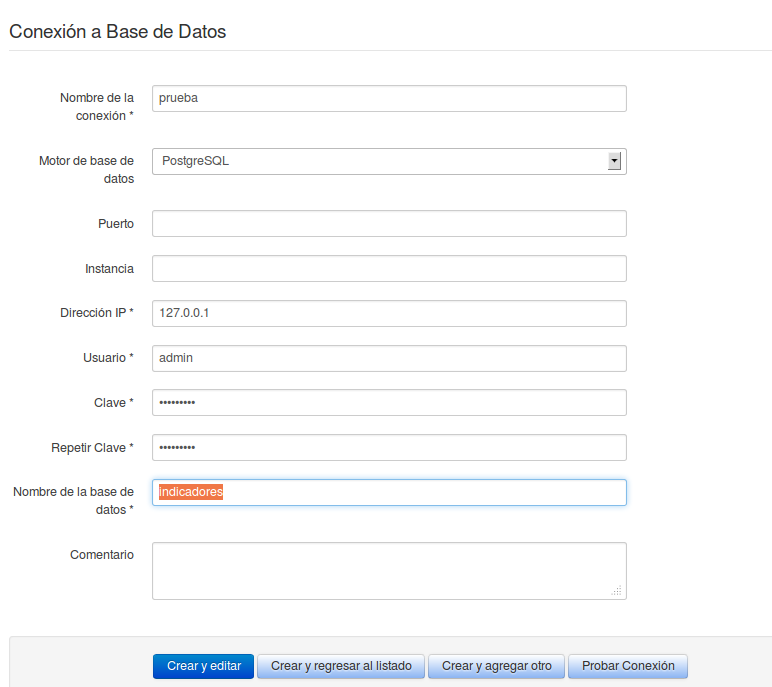 Conexión a Base de Datos
Nombre de la
conexión *
prueba
Motor de base de
datos
PostgreSQL
Puerto
Instancia
Dirección IP *
127.0.0.1
Usuario *
admin
Clave *
•••••••••
Repetir Clave *
•••••••••
Nombre de la base de
datos *
indicadores
Comentario
Crear y editar
Crear y regresar al listado
Crear y agregar otro
Probar Conexión